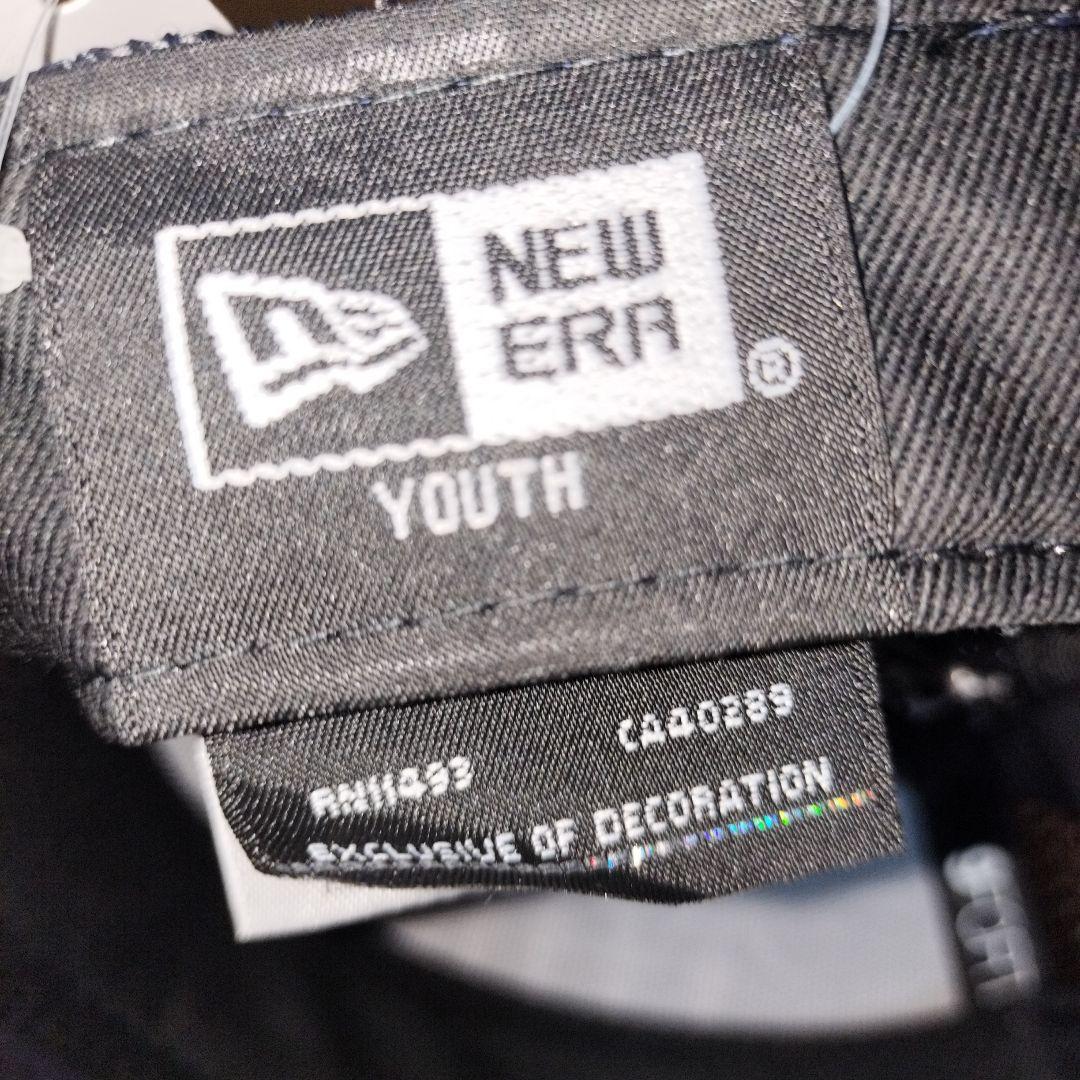 NEW
ERA
®
YOUTH
RN11493
CA40289
EXCLUSIVE OF DECORATION